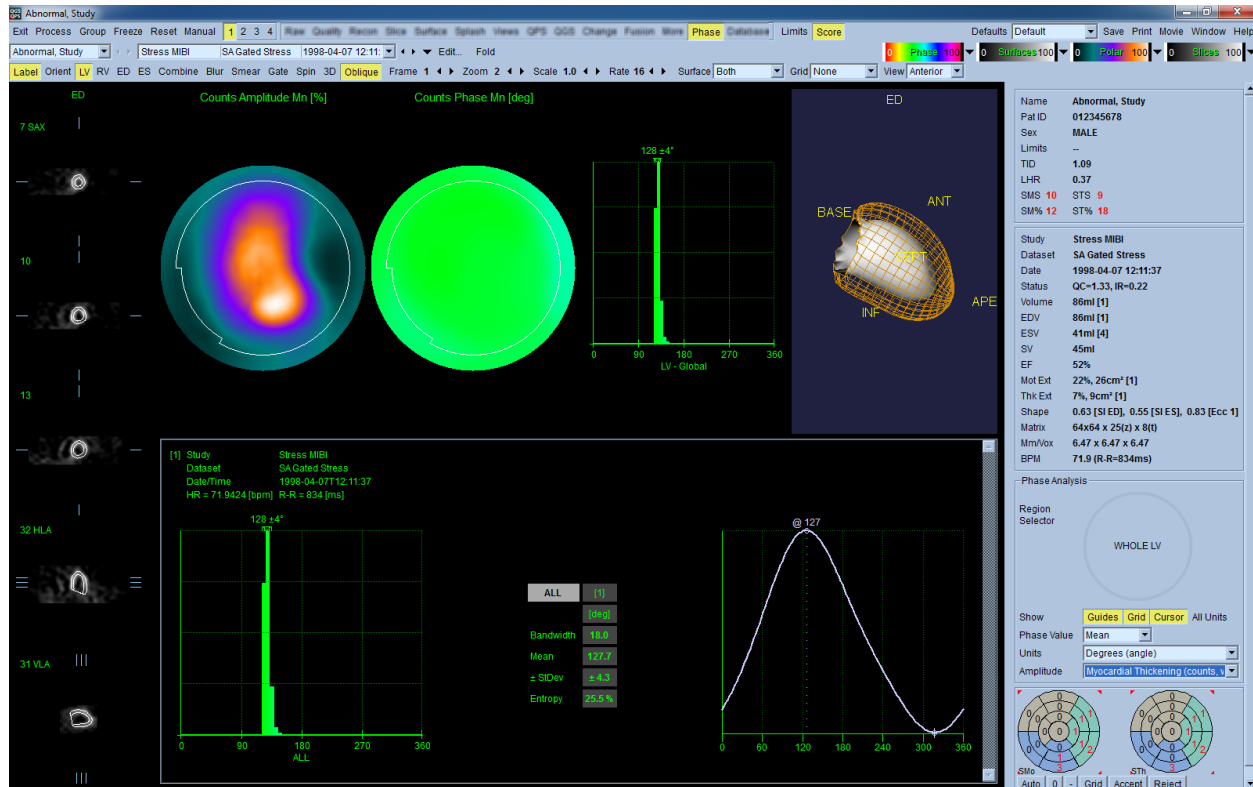 Abnormal, Study
Exit Process Group Freeze Reset Manual 1 2 3 4 Raw Quality Recon Slice Surface Splash Views QPS QGS Change Fusion More Phase Database Limits Score Defaults Default Save Print Movie Window Help
Abnormal, Study Stress MIBI SA Gated Stress 1998-04-07 12:11: Edit... Fold 0 Phase 100 0 Surfaces 100 0 Polar 100 0 Slices 100
Label Orient LV RV ED ES Combine Blur Smear Gate Spin 3D Oblique Frame 1 Zoom 2 Scale 1.0 Rate 16 Surface Both Grid None View Anterior
ED
7 SAX
10
13
32 HLA
31 VLA
Counts Amplitude Mn [%]
Counts Phase Mn [deg]
128 ±4°
0 90 180 270 360
LV - Global
ED
ANT
BASE
SEPT
INF
APE
[1] Study Stress MIBI
Dataset SA Gated Stress
Date/Time 1998-04-07T12:11:37
HR = 71.9424 [bpm] R-R = 834 [ms]
128 ±4°
0 90 180 270 360
ALL
ALL [1]
[deg]
Bandwidth 18.0
Mean 127.7
± StDev ± 4.3
Entropy 25.5 %
@ 127
0 60 120 180 240 300 360
Name Abnormal, Study
Pat ID 012345678
Sex MALE
Limits --
TID 1.09
LHR 0.37
SMS 10 STS 9
SM% 12 ST% 18
Study Stress MIBI
Dataset SA Gated Stress
Date 1998-04-07 12:11:37
Status QC=1.33, IR=0.22
Volume 86ml [1]
EDV 86ml [1]
ESV 41ml [4]
SV 45ml
EF 52%
Mot Ext 22%, 26cm² [1]
Thk Ext 7%, 9cm² [1]
Shape 0.63 [SI ED], 0.55 [SI ES], 0.83 [Ecc 1]
Matrix 64x64 x 25(z) x 8(t)
Mm/Vox 6.47 x 6.47 x 6.47
BPM 71.9 (R-R=834ms)
Phase Analysis
Region
Selector
WHOLE LV
Show Guides Grid Cursor All Units
Phase Value Mean
Units Degrees (angle)
Amplitude Myocardial Thickening (counts, v
SMo STh
Auto 0 - Grid Accept Reject